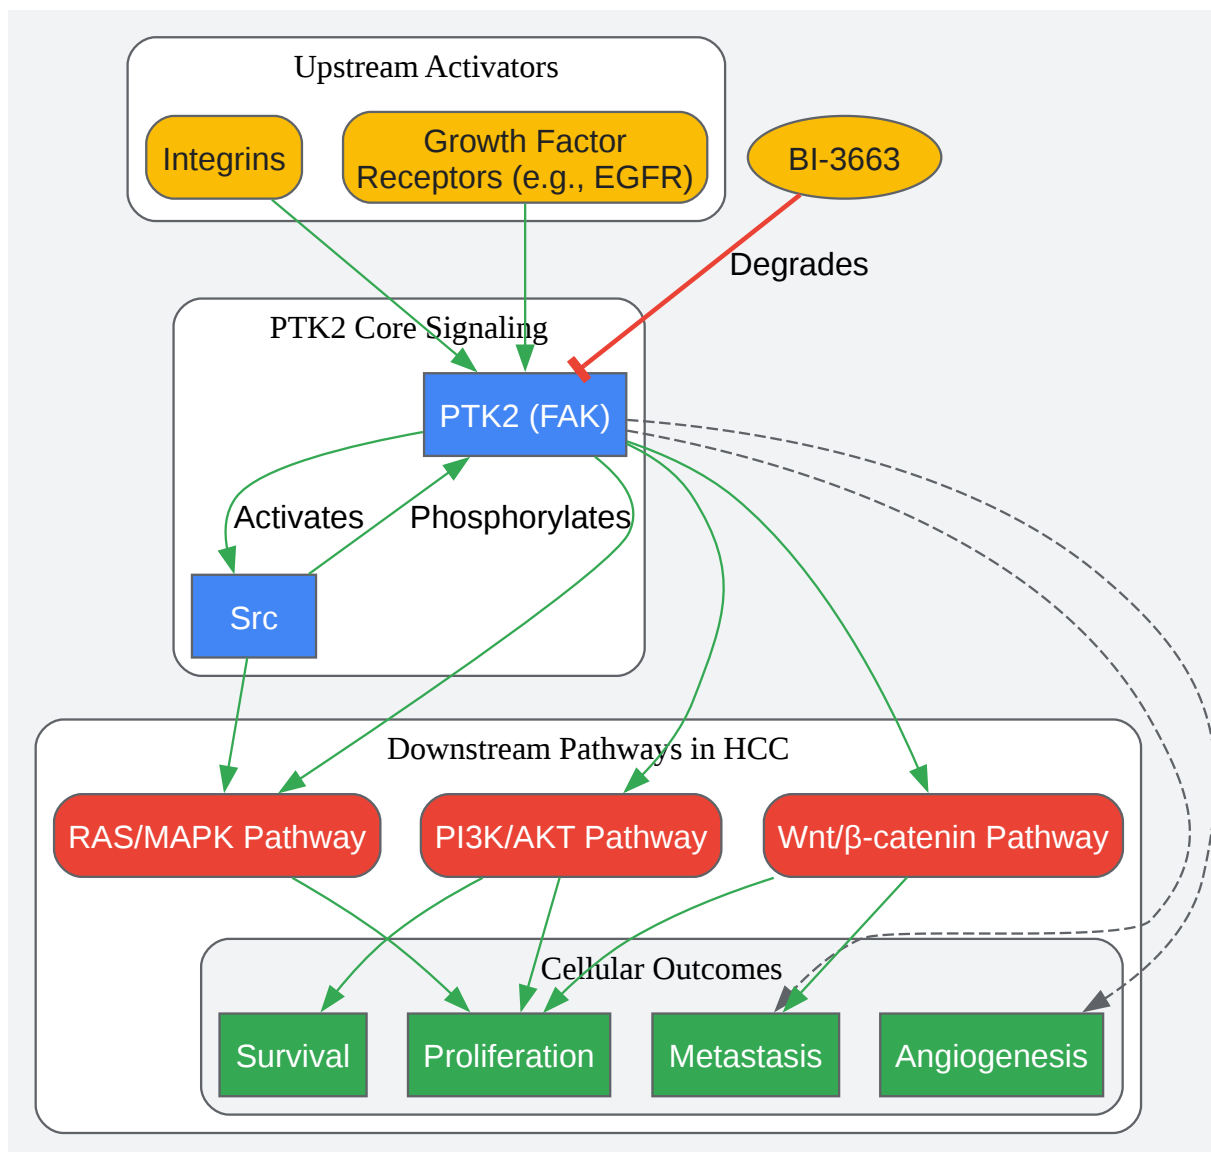 Upstream Activators
Integrins
Growth Factor
Receptors (e.g., EGFR)
BI-3663
Degrades
PTK2 Core Signaling
PTK2 (FAK)
Activates
Phosphorylates
Src
Downstream Pathways in HCC
RAS/MAPK Pathway
PI3K/AKT Pathway
Wnt/β-catenin Pathway
Cellular Outcomes
Survival
Proliferation
Metastasis
Angiogenesis